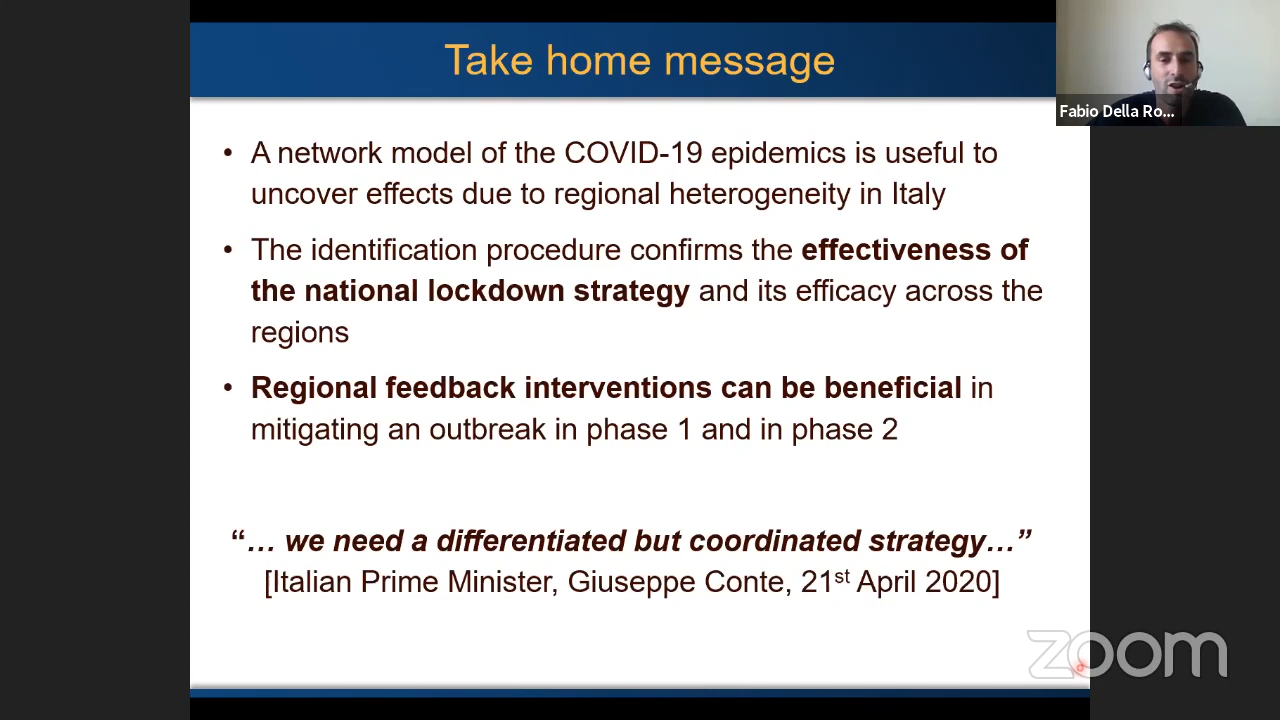 Take home message
Fabio Della Ro...
• A network model of the COVID-19 epidemics is useful to
uncover effects due to regional heterogeneity in Italy
• The identification procedure confirms the effectiveness of
the national lockdown strategy and its efficacy across the
regions
• Regional feedback interventions can be beneficial in
mitigating an outbreak in phase 1 and in phase 2
“… we need a differentiated but coordinated strategy…”
[Italian Prime Minister, Giuseppe Conte, 21st April 2020]
zoom